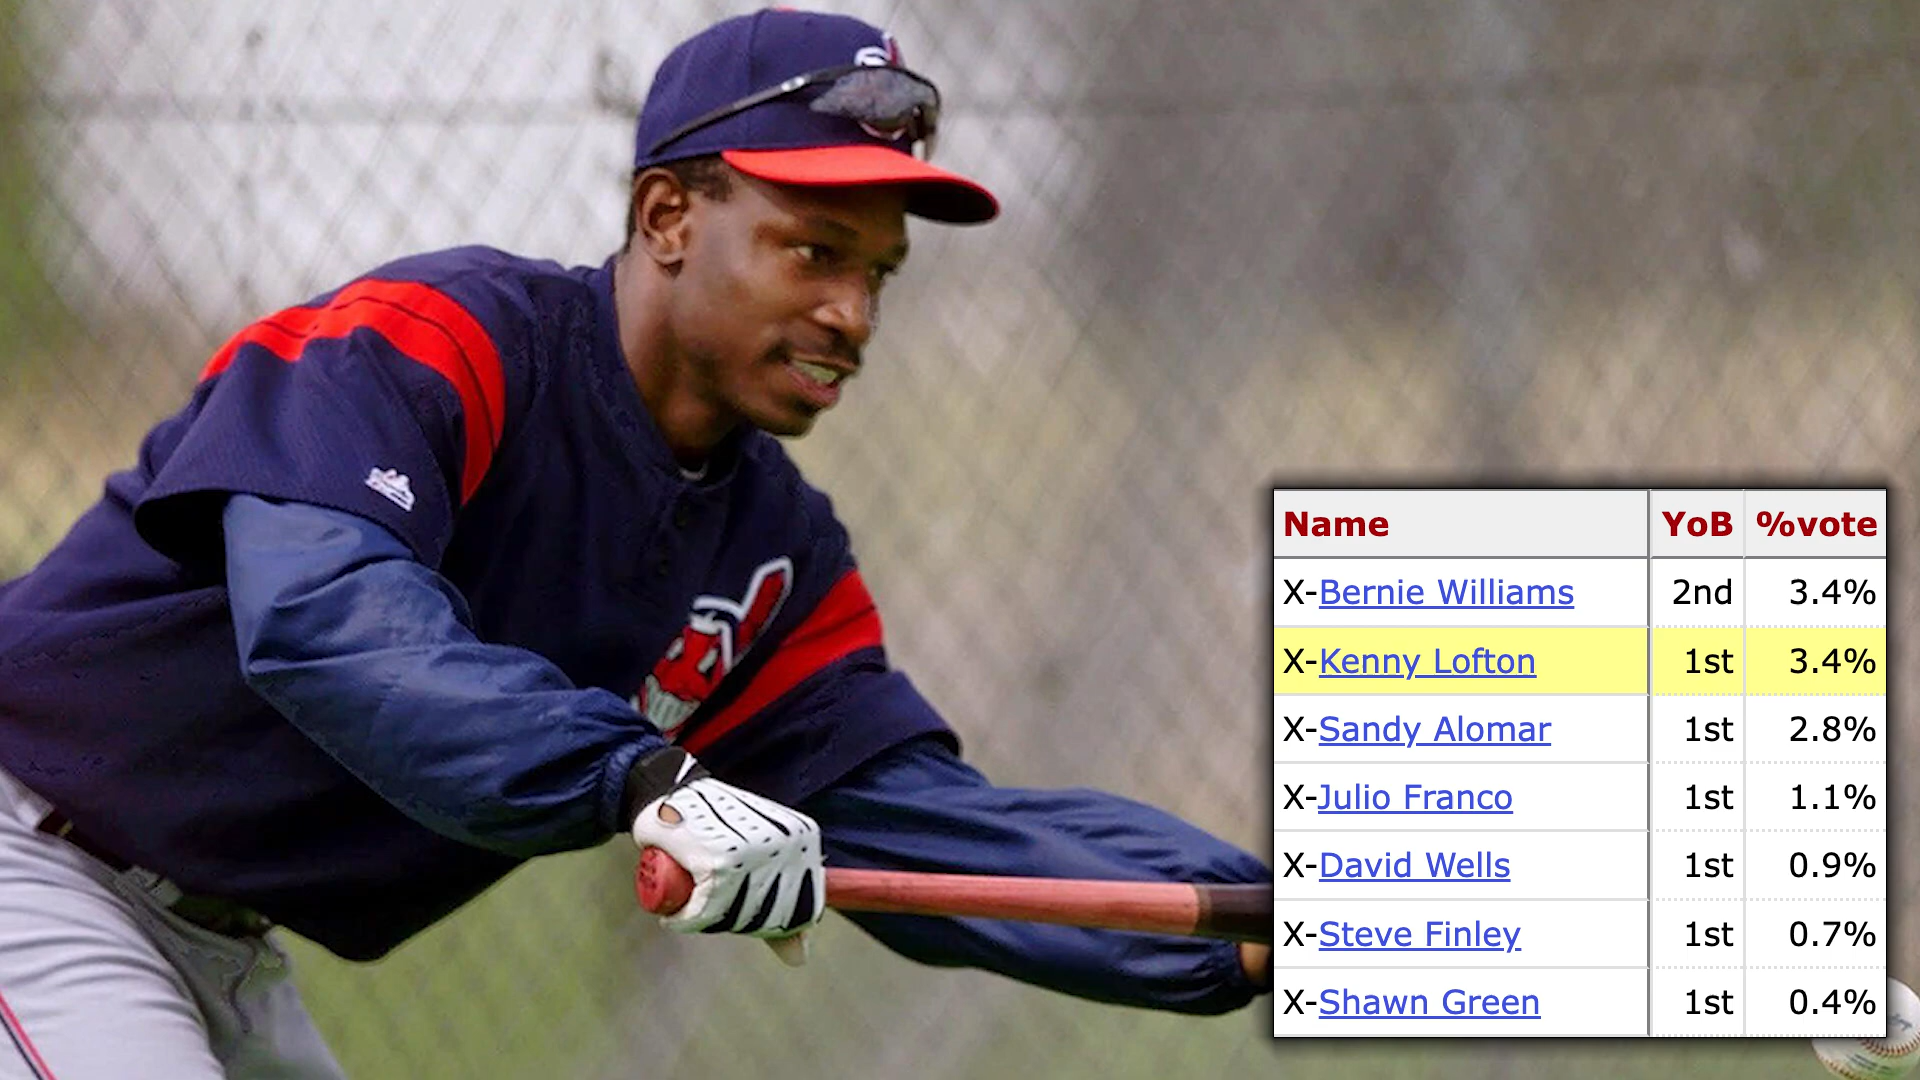 Name YoB %vote
X-Bernie Williams 2nd 3.4%
X-Kenny Lofton 1st 3.4%
X-Sandy Alomar 1st 2.8%
X-Julio Franco 1st 1.1%
X-David Wells 1st 0.9%
X-Steve Finley 1st 0.7%
X-Shawn Green 1st 0.4%